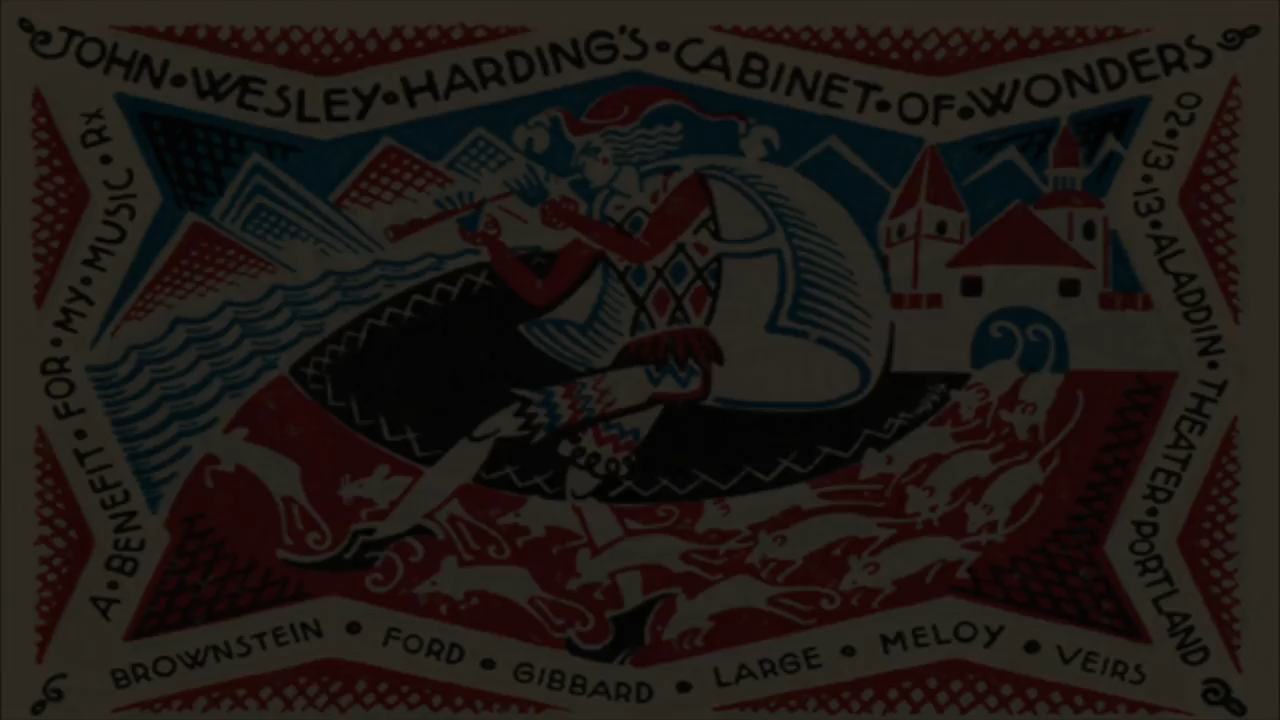 JOHN•WESLEY•HARDING'S•CABINET•OF•WONDERS
02•13•13•ALADDIN•THEATER•PORTLAND
A•BENEFIT•FOR•MY•MUSIC•Rx
BROWNSTEIN • FORD • GIBBARD • LARGE • MELOY • VEIRS